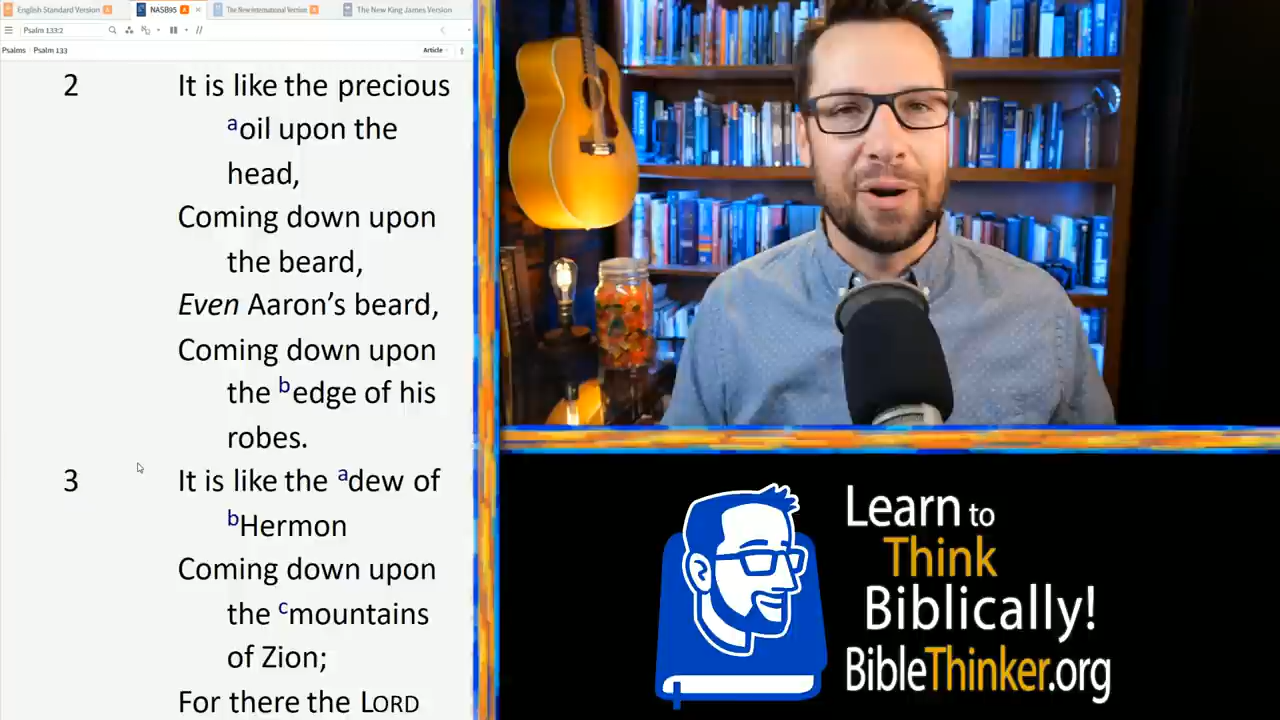 English Standard Version
NASB95
The New International Version
The New King James Version
Psalm 133:2
Psalms Psalm 133
Article
2 It is like the precious
aoil upon the
head,
Coming down upon
the beard,
Even Aaron's beard,
Coming down upon
the bedge of his
robes.
3 It is like the adew of
bHermon
Coming down upon
the cmountains
of Zion;
For there the LORD
Learn to
Think
Biblically!
BibleThinker.org